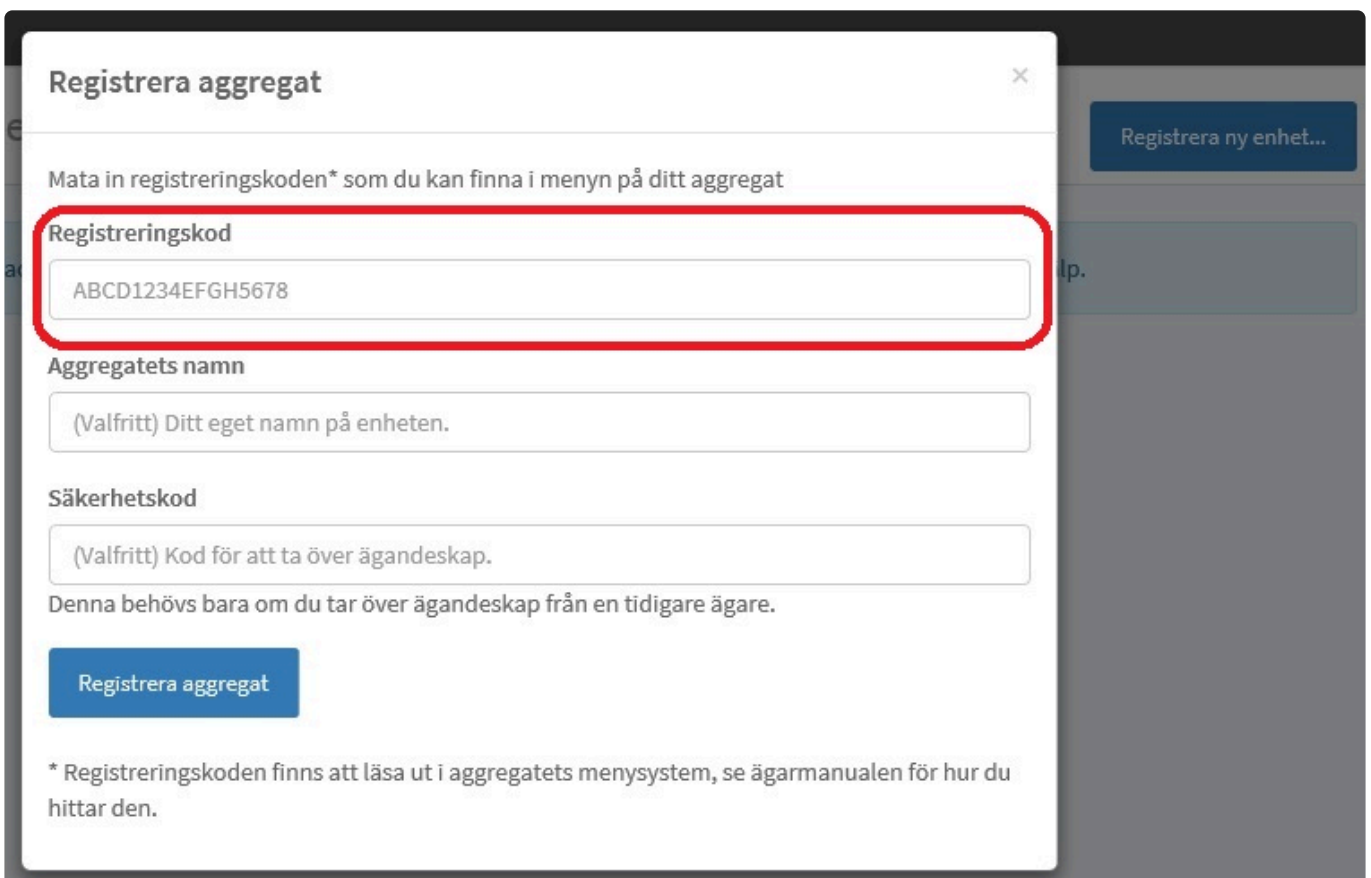 Registrera aggregat
×
Registrera ny enhet...
Mata in registreringskoden* som du kan finna i menyn på ditt aggregat
Registreringskod
ABCD1234EFGH5678
lp.
Aggregatets namn
(Valfritt) Ditt eget namn på enheten.
Säkerhetskod
(Valfritt) Kod för att ta över ägandeskap.
Denna behövs bara om du tar över ägandeskap från en tidigare ägare.
Registrera aggregat
* Registreringskoden finns att läsa ut i aggregatets menysystem, se ägarmanualen för hur du
hittar den.